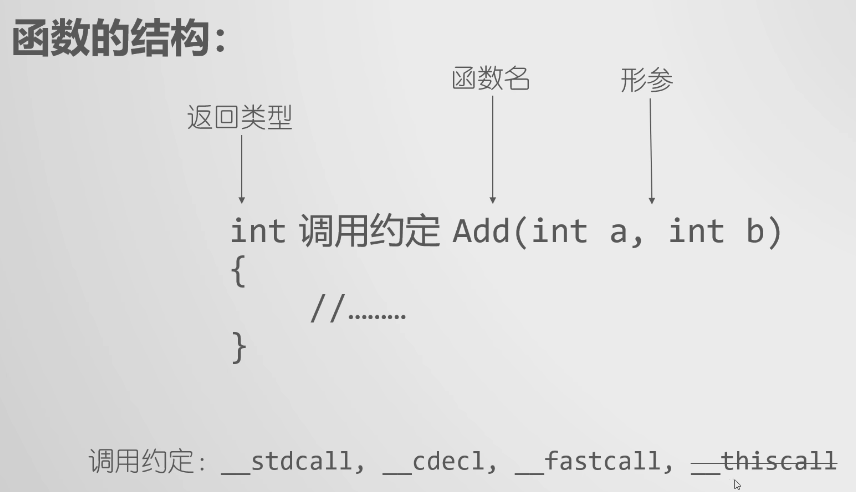 函数的结构：
函数名
形参
返回类型
int 调用约定 Add(int a, int b)
{
//………
}
调用约定：__stdcall, __cdecl, __fastcall, __thiscall